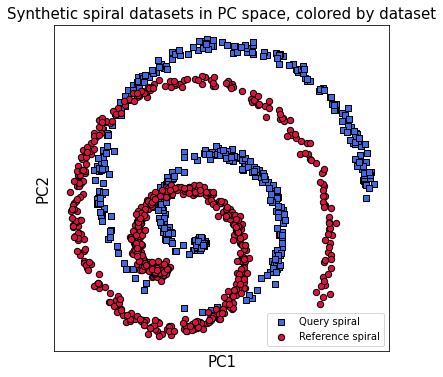 Synthetic spiral datasets in PC space, colored by dataset
PC2
Query spiral
Reference spiral
PC1